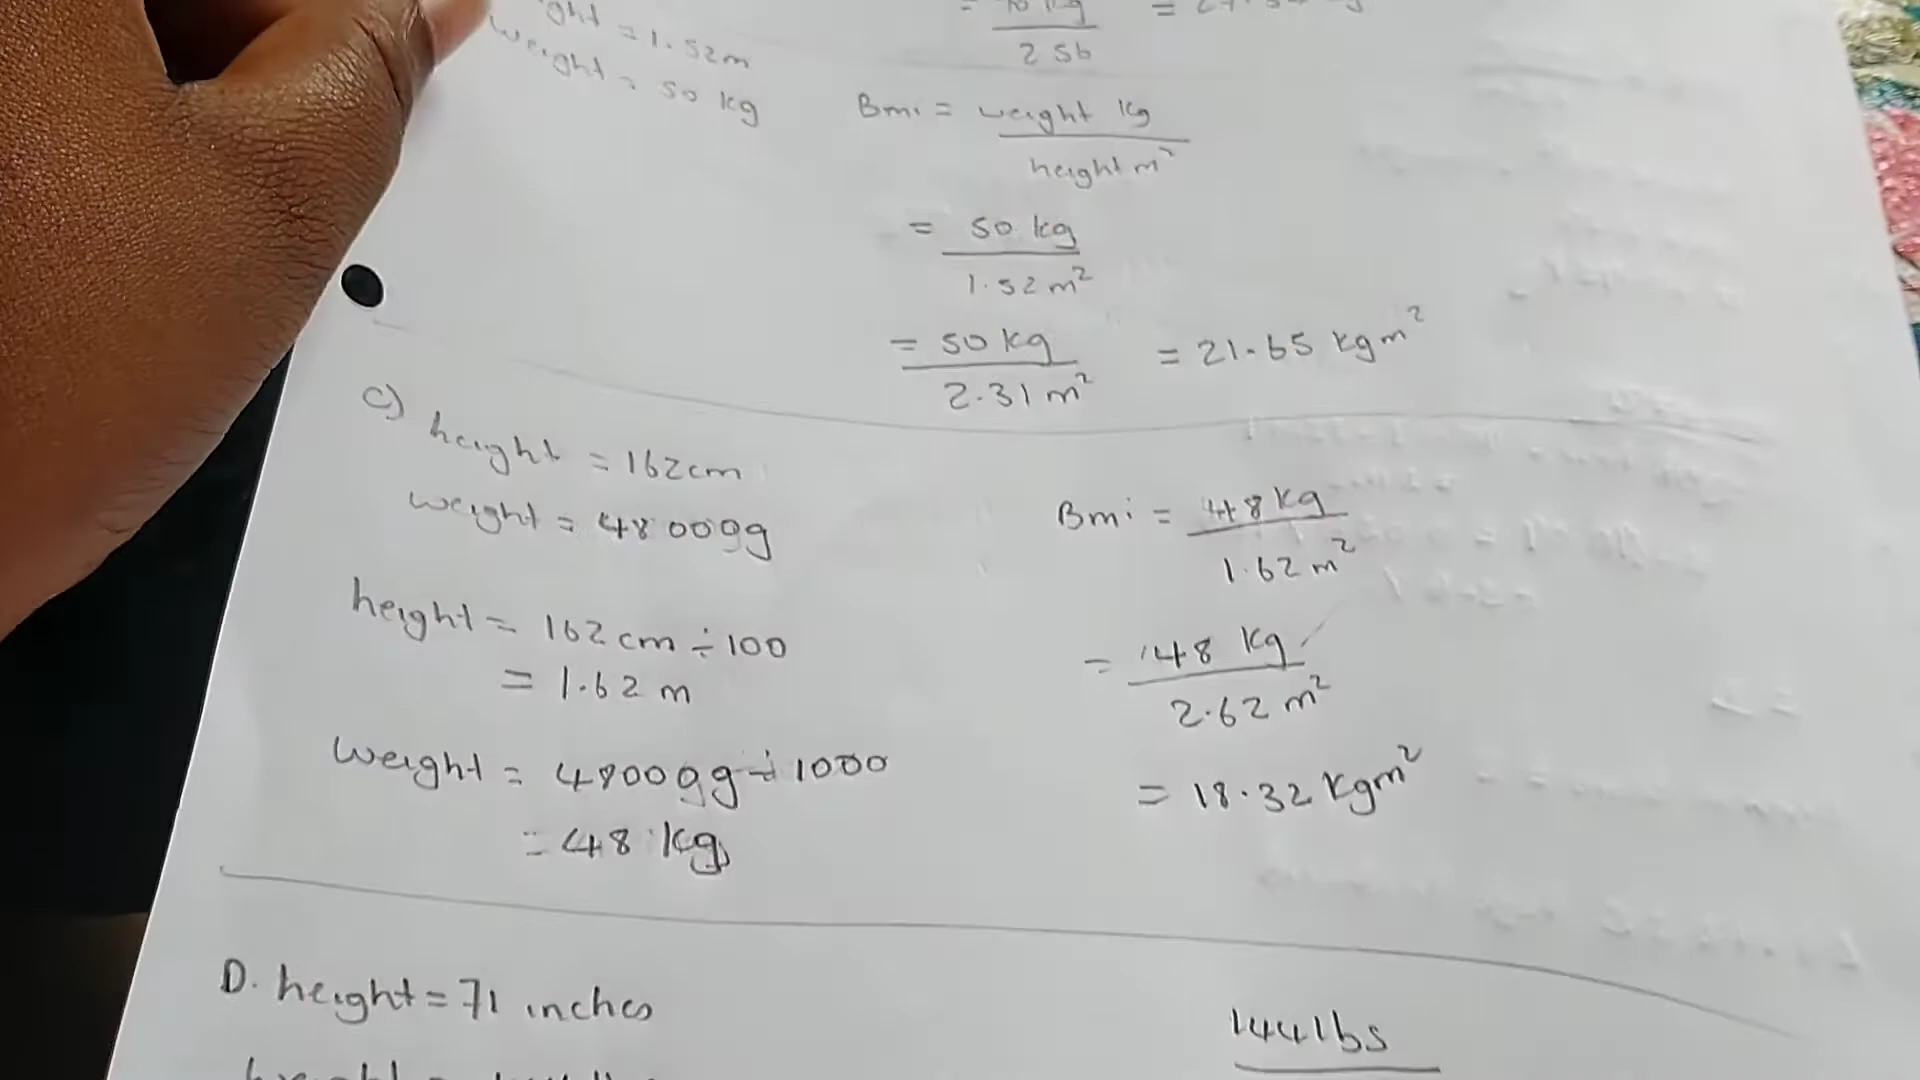 = 1.52m
weight = 50 kg
2 56
Bmi = weight kg
height m²
= 50 kg
1.52 m²
= 50 kg
2.31 m²
= 21.65 kgm²
c) height = 162cm
weight = 48000g
height = 162 cm ÷ 100
= 1.62 m
weight = 48000g ÷ 1000
= 48 kg
Bmi = 48 kg
1.62 m²
= 48 kg
2.62 m²
= 18.32 kgm²
D. height = 71 inches
144 lbs